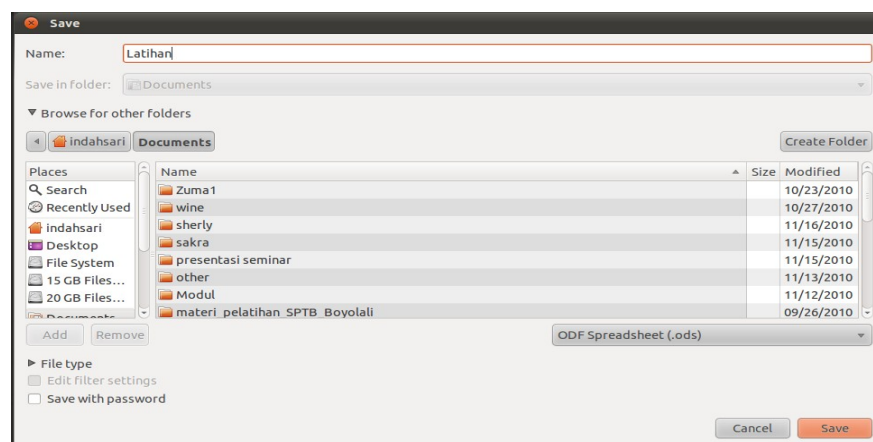 Save
Name: Latihan
Save in folder: Documents
Browse for other folders
indahsari Documents Create Folder
Places Name Size Modified
Search Zuma1 10/23/2010
Recently Used wine 10/27/2010
indahsari sherly 11/16/2010
Desktop sakra 11/15/2010
File System presentasi seminar 11/15/2010
15 GB Files... other 11/13/2010
20 GB Files... Modul 11/12/2010
Documents materi_pelatihan_SPTB_Boyolali 09/26/2010
Add Remove ODF Spreadsheet (.ods)
File type
Edit filter settings
Save with password
Cancel Save